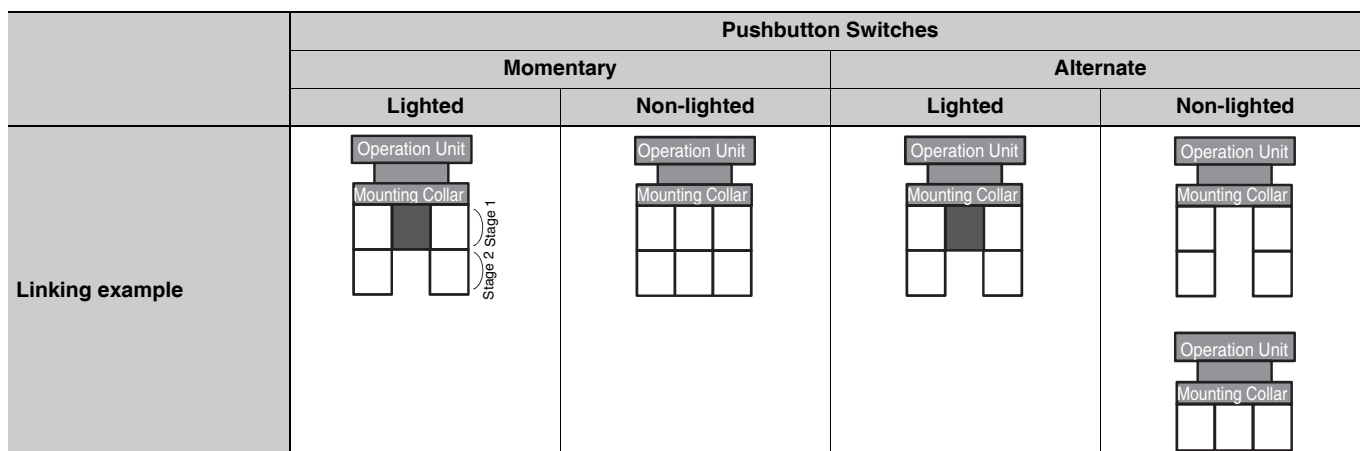 Pushbutton Switches
Momentary
Alternate
Lighted
Non-lighted
Lighted
Non-lighted
Linking example
Operation Unit
Mounting Collar
Stage 1
Stage 2
Operation Unit
Mounting Collar
Operation Unit
Mounting Collar
Operation Unit
Mounting Collar
Operation Unit
Mounting Collar